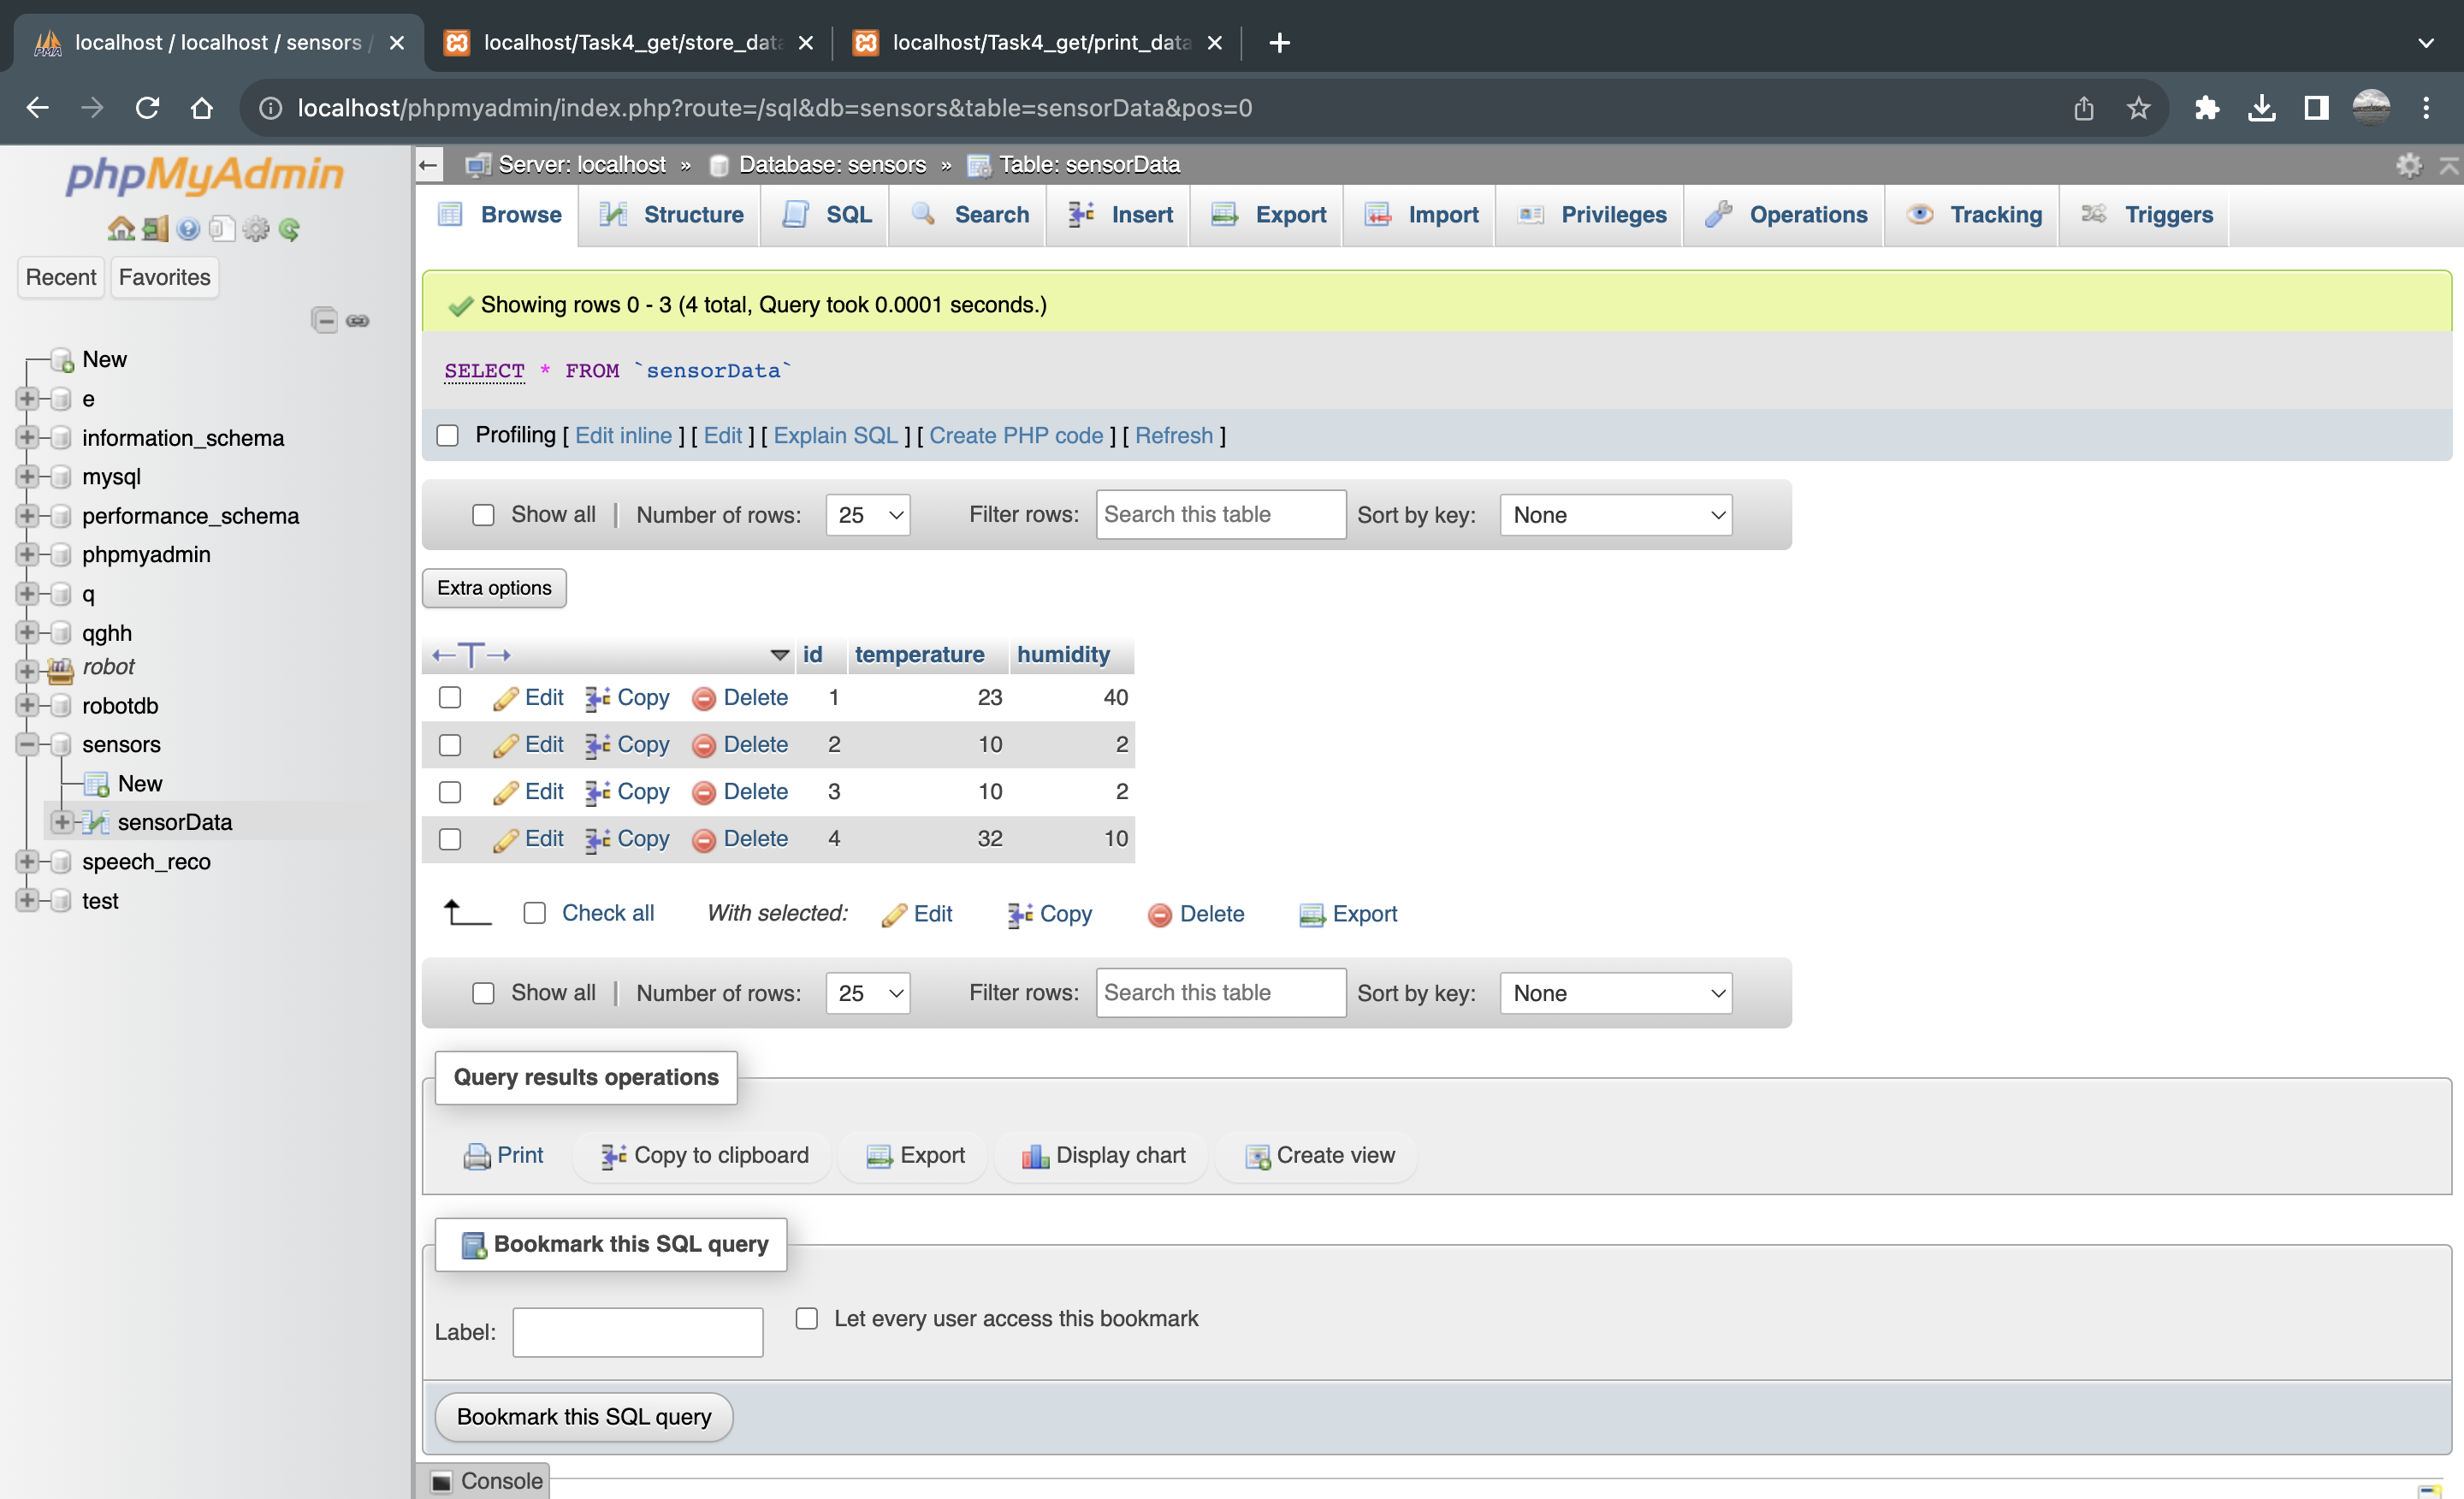 localhost / localhost / sensors /
localhost/Task4_get/store_data
localhost/Task4_get/print_data
localhost/phpmyadmin/index.php?route=/sql&db=sensors&table=sensorData&pos=0
phpMyAdmin
Recent Favorites
New
e
information_schema
mysql
performance_schema
phpmyadmin
q
qghh
robot
robotdb
sensors
New
sensorData
speech_reco
test
Server: localhost » Database: sensors » Table: sensorData
Browse Structure SQL Search Insert Export Import Privileges Operations Tracking Triggers
Showing rows 0 - 3 (4 total, Query took 0.0001 seconds.)
SELECT * FROM `sensorData`
Profiling [ Edit inline ] [ Edit ] [ Explain SQL ] [ Create PHP code ] [ Refresh ]
Show all | Number of rows: 25 Filter rows: Search this table Sort by key: None
Extra options
←T→ id temperature humidity
Edit Copy Delete 1 23 40
Edit Copy Delete 2 10 2
Edit Copy Delete 3 10 2
Edit Copy Delete 4 32 10
Check all With selected: Edit Copy Delete Export
Show all | Number of rows: 25 Filter rows: Search this table Sort by key: None
Query results operations
Print Copy to clipboard Export Display chart Create view
Bookmark this SQL query
Label: Let every user access this bookmark
Bookmark this SQL query
Console